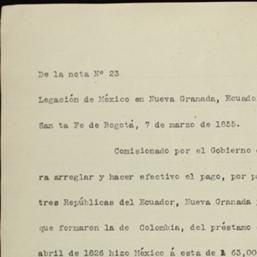 De la nota Nº 23
Legación de México en Nueva Granada, Ecuado
San ta Fe de Bogotá, 7 de marzo de 1855.
Comisionado por el Gobierno
ra arreglar y hacer efectivo el pago, por p
tres Repúblicas del Ecuador, Nueva Granada
que formaron la de Colombia, del préstamo
abril de 1826 hizo México á esta de £ 63,00